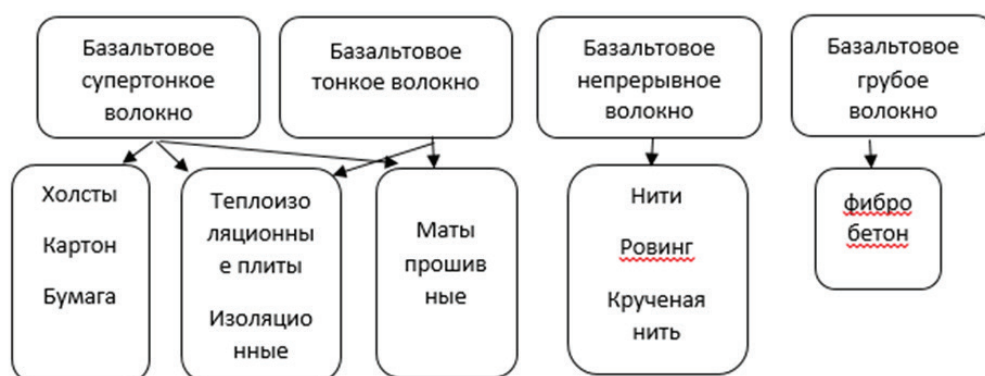 Базальтовое
супертонкое
волокно
Базальтовое
тонкое волокно
Базальтовое
непрерывное
волокно
Базальтовое
грубое
волокно
Холсты
Картон
Бумага
Теплоизо
ляционны
е плиты
Изоляцио
нные
Маты
прошив
ные
Нити
Ровинг
Крученая
нить
фибро
бетон